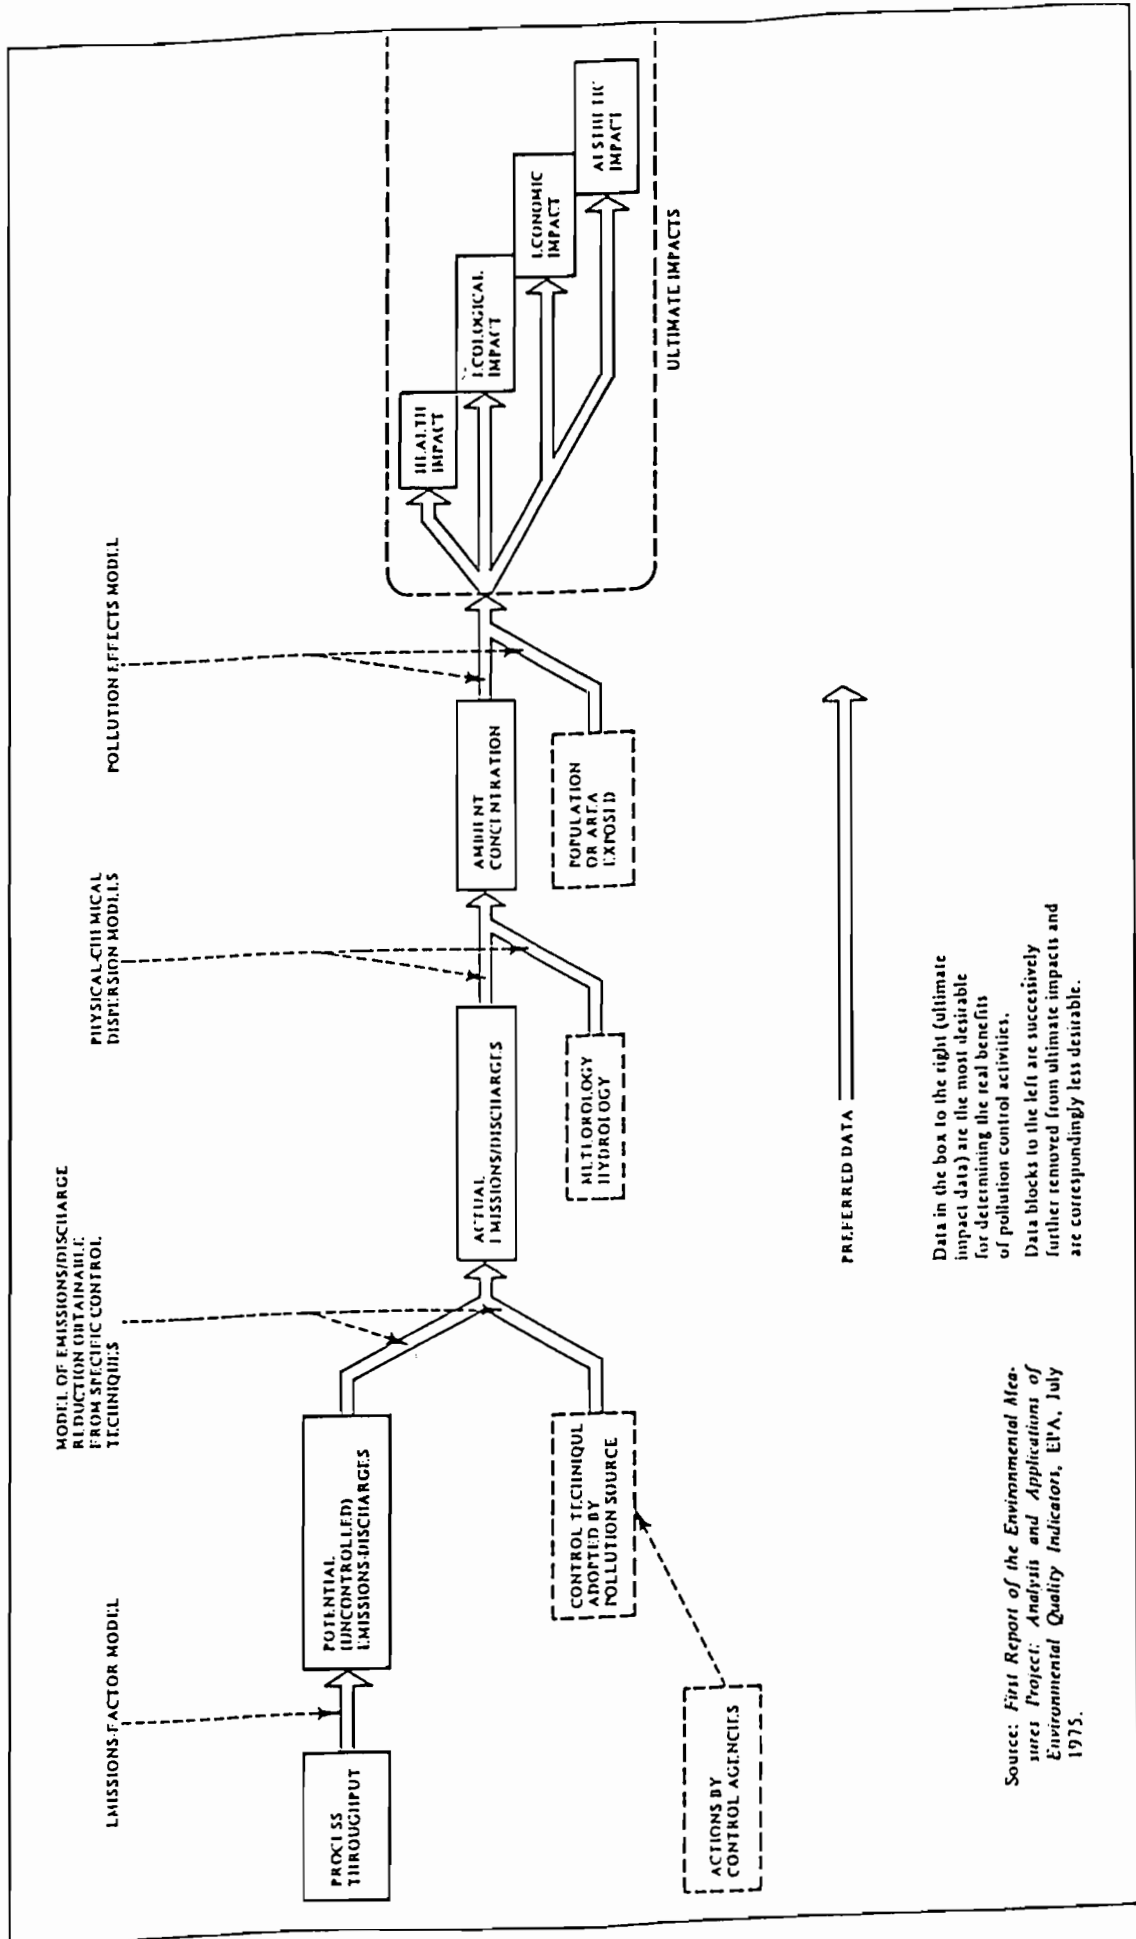 EMISSIONS-FACTOR MODEL
MODEL OF EMISSIONS/DISCHARGE
REDUCTION OBTAINABLE
FROM SPECIFIC CONTROL
TECHNIQUES
PHYSICAL-CHEMICAL
DISPERSION MODELS
POLLUTION EFFECTS MODEL
PROCESS
THROUGHPUT
POTENTIAL
(UNCONTROLLED)
EMISSIONS-DISCHARGES
CONTROL TECHNIQUE
ADOPTED BY
POLLUTION SOURCE
ACTIONS BY
CONTROL AGENCIES
ACTUAL
EMISSIONS/DISCHARGES
METEOROLOGY
HYDROLOGY
AMBIENT
CONCENTRATION
POPULATION
OR AREA
EXPOSED
HEALTH
IMPACT
ECOLOGICAL
IMPACT
ECONOMIC
IMPACT
AESTHETIC
IMPACT
ULTIMATE IMPACTS
PREFERRED DATA
Data in the box to the right (ultimate
impact data) are the most desirable
for determining the real benefits
of pollution control activities.
Data blocks to the left are successively
further removed from ultimate impacts and
are correspondingly less desirable.
Source: First Report of the Environmental Mea-
sures Project: Analysis and Applications of
Environmental Quality Indicators, EPA, July
1975.